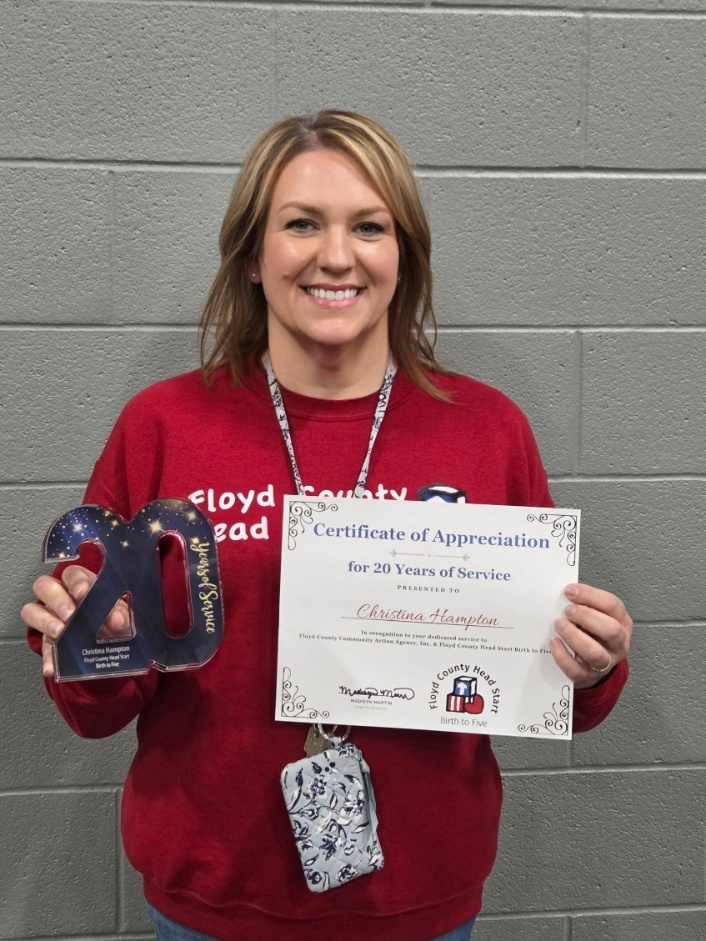 Floyd County
ead
20
Years of Service
Christina Hampton
Floyd County Head Start
Birth to Five
Certificate of Appreciation
for 20 Years of Service
PRESENTED TO
Christina Hampton
In recognition to your dedicated service to
Floyd County Community Action Agency, Inc. & Floyd County Head Start Birth to Five
MADISYN MARTIN
Floyd County Head Start
Birth to Five